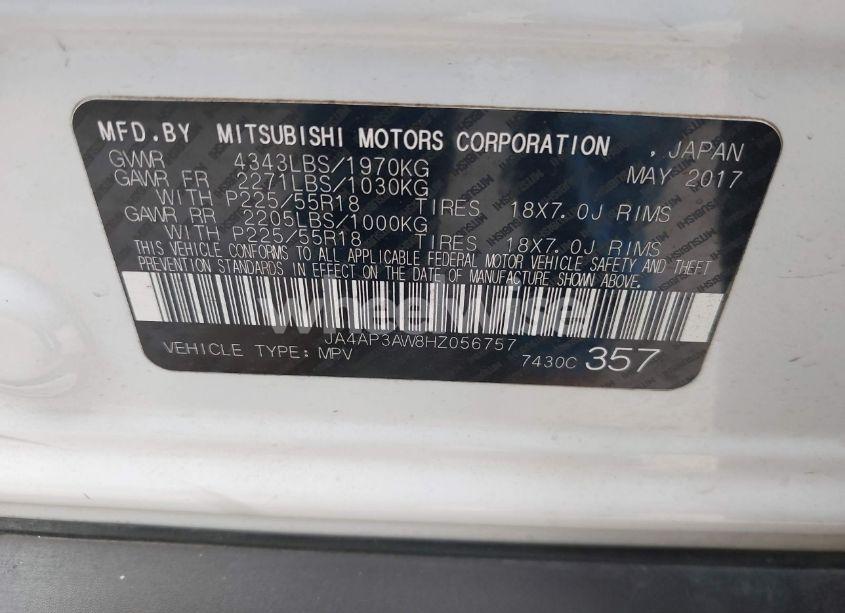 MFD.BY MITSUBISHI MOTORS CORPORATION , JAPAN
GVWR 4343LBS/1970KG MAY 2017
GAWR FR 2271LBS/1030KG
WITH P225/55R18 TIRES 18X7.0J RIMS
GAWR RR 2205LBS/1000KG
WITH P225/55R18 TIRES 18X7.0J RIMS
THIS VEHICLE CONFORMS TO ALL APPLICABLE FEDERAL MOTOR VEHICLE SAFETY AND THEFT
PREVENTION STANDARDS IN EFFECT ON THE DATE OF MANUFACTURE SHOWN ABOVE.
wheelwise
JA4AP3AW8HZ056757
VEHICLE TYPE: MPV 7430C 357